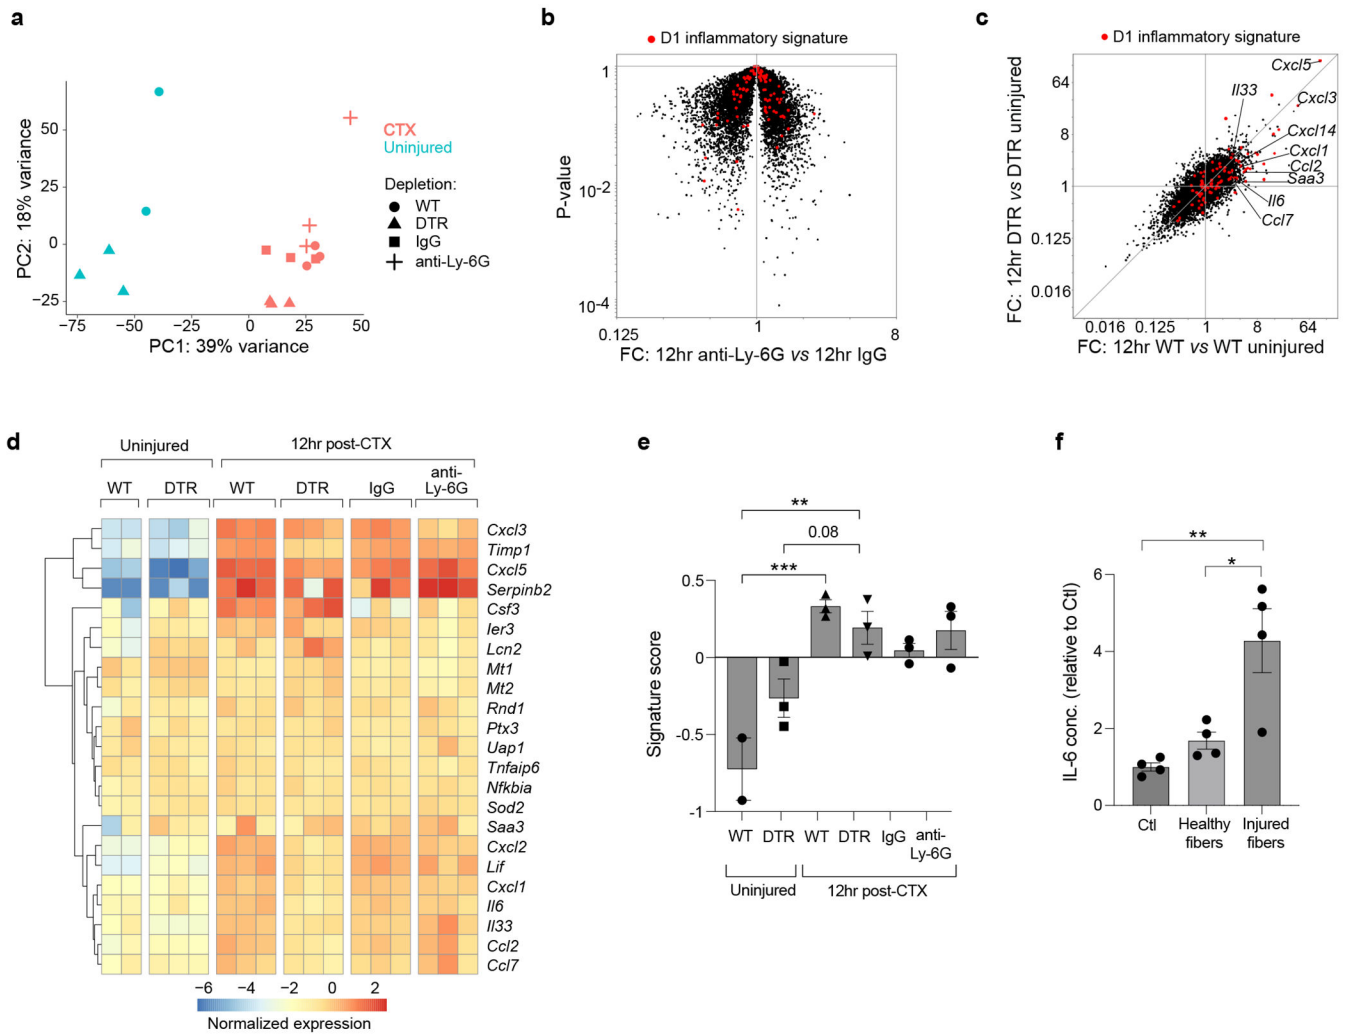 a
PC2: 18% variance
50
25
0
−25
−75
−50
−25
0
25
50
PC1: 39% variance
CTX
Uninjured
Depletion:
WT
DTR
IgG
anti-Ly-6G
b
D1 inflammatory signature
P-value
1
10-2
10-4
0.125
1
8
FC: 12hr anti-Ly-6G vs 12hr IgG
c
D1 inflammatory signature
FC: 12hr DTR vs DTR uninjured
64
8
1
0.125
0.016
0.016
0.125
1
8
64
FC: 12hr WT vs WT uninjured
Cxcl5
Il33
Cxcl3
Cxcl14
Cxcl1
Ccl2
Saa3
Il6
Ccl7
d
Uninjured
12hr post-CTX
WT
DTR
WT
DTR
IgG
anti-
Ly-6G
Cxcl3
Timp1
Cxcl5
Serpinb2
Csf3
Ier3
Lcn2
Mt1
Mt2
Rnd1
Ptx3
Uap1
Tnfaip6
Nfkbia
Sod2
Saa3
Cxcl2
Lif
Cxcl1
Il6
Il33
Ccl2
Ccl7
−6
−4
−2
0
2
Normalized expression
e
**
0.08
***
Signature score
0.5
0
-0.5
-1
WT
DTR
WT
DTR
IgG
anti-
Ly-6G
Uninjured
12hr post-CTX
f
**
*
IL-6 conc. (relative to Ctl)
6
4
2
0
Ctl
Healthy
fibers
Injured
fibers